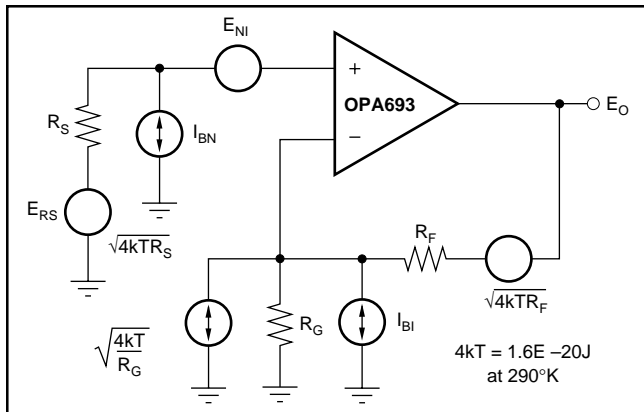 E_NI
+
OPA693
−
E_O
R_S
I_BN
E_RS
√4kTR_S
R_F
√4kTR_F
√4kT/R_G
R_G
I_BI
4kT = 1.6E –20J
at 290°K